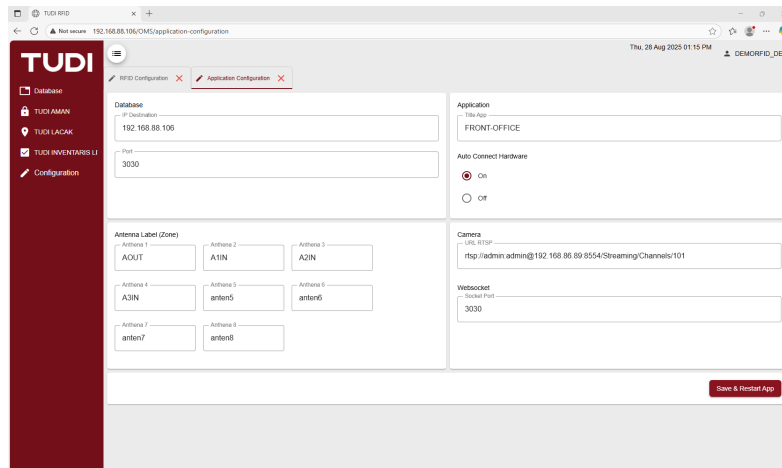 TUDI RFID
Not secure 192.168.88.106/OMS/application-configuration
TUDI
Thu, 28 Aug 2025 01:15 PM
DEMORFID_DE
RFID Configuration
Application Configuration
Database
TUDI AMAN
TUDI LACAK
TUDI INVENTARIS LI
Configuration
Database
IP Destination
192.168.88.106
Port
3030
Application
Title App
FRONT-OFFICE
Auto Connect Hardware
On
Off
Antenna Label (Zone)
Anthena 1 Anthena 2 Anthena 3
AOUT A1IN A2IN
Anthena 4 Anthena 5 Anthena 6
A3IN anten5 anten6
Anthena 7 Anthena 8
anten7 anten8
Camera
URL RTSP
rtsp://admin:admin@192.168.86.89:8554/Streaming/Channels/101
Websocket
Socket Port
3030
Save & Restart App